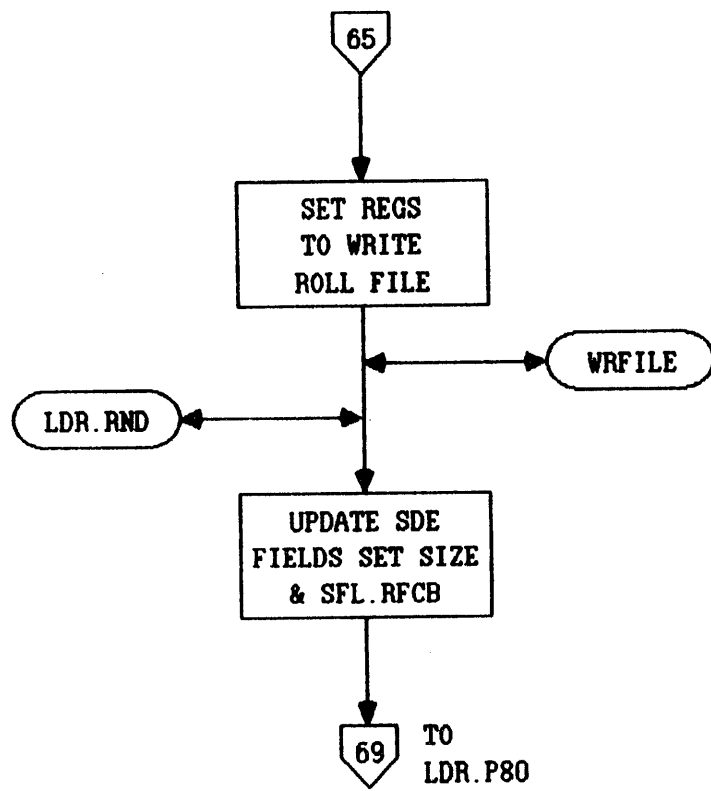 65
SET REGS
TO WRITE
ROLL FILE
WRFILE
LDR.RND
UPDATE SDE
FIELDS SET SIZE
& SFL.RFCB
69
TO
LDR.P80